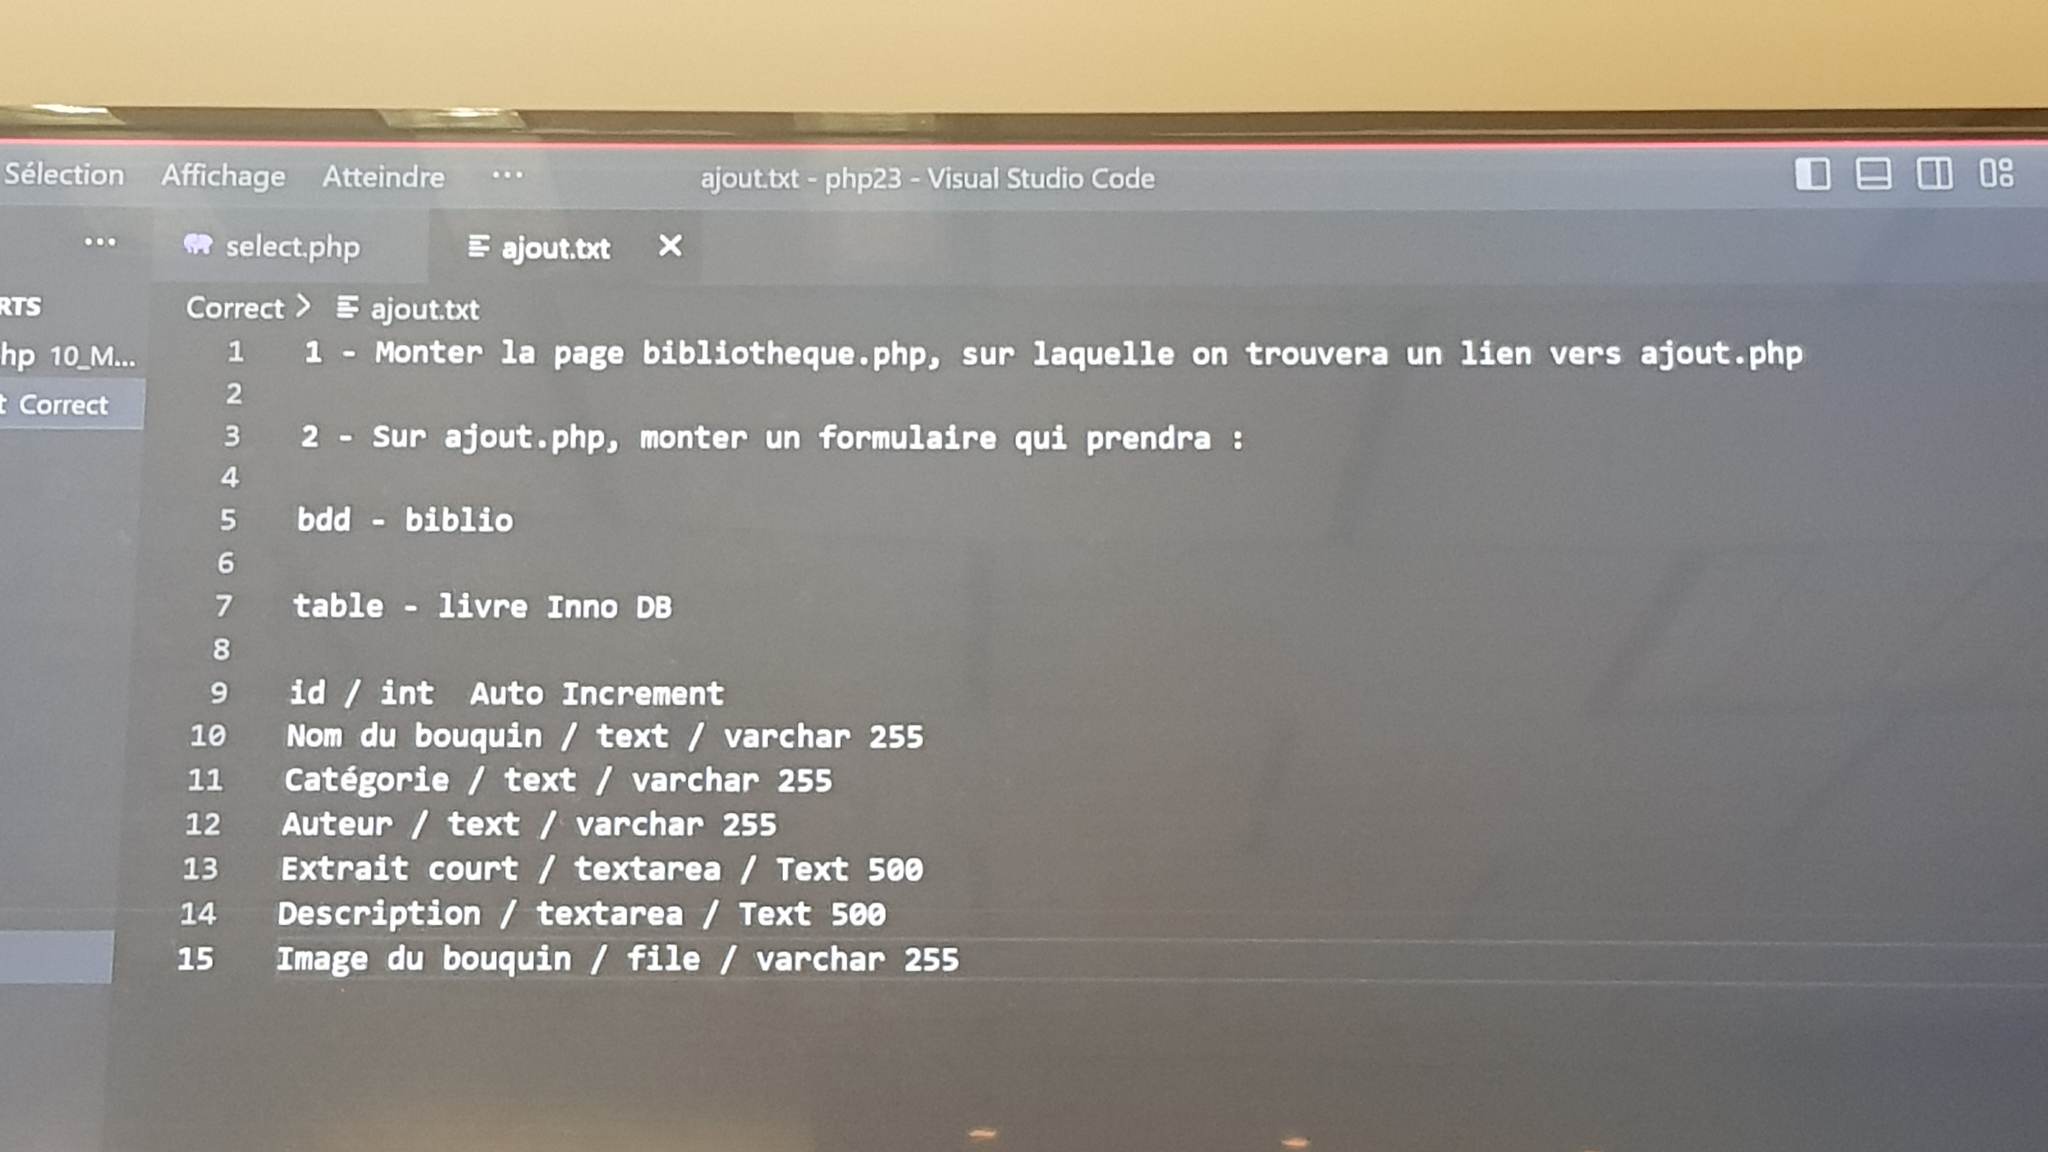 Sélection Affichage Atteindre ... ajout.txt - php23 - Visual Studio Code
... select.php ajout.txt
RTS Correct > ajout.txt
hp 10_M...
t Correct
1 1 - Monter la page bibliotheque.php, sur laquelle on trouvera un lien vers ajout.php
2
3 2 - Sur ajout.php, monter un formulaire qui prendra :
4
5 bdd - biblio
6
7 table - livre Inno DB
8
9 id / int  Auto Increment
10 Nom du bouquin / text / varchar 255
11 Catégorie / text / varchar 255
12 Auteur / text / varchar 255
13 Extrait court / textarea / Text 500
14 Description / textarea / Text 500
15 Image du bouquin / file / varchar 255